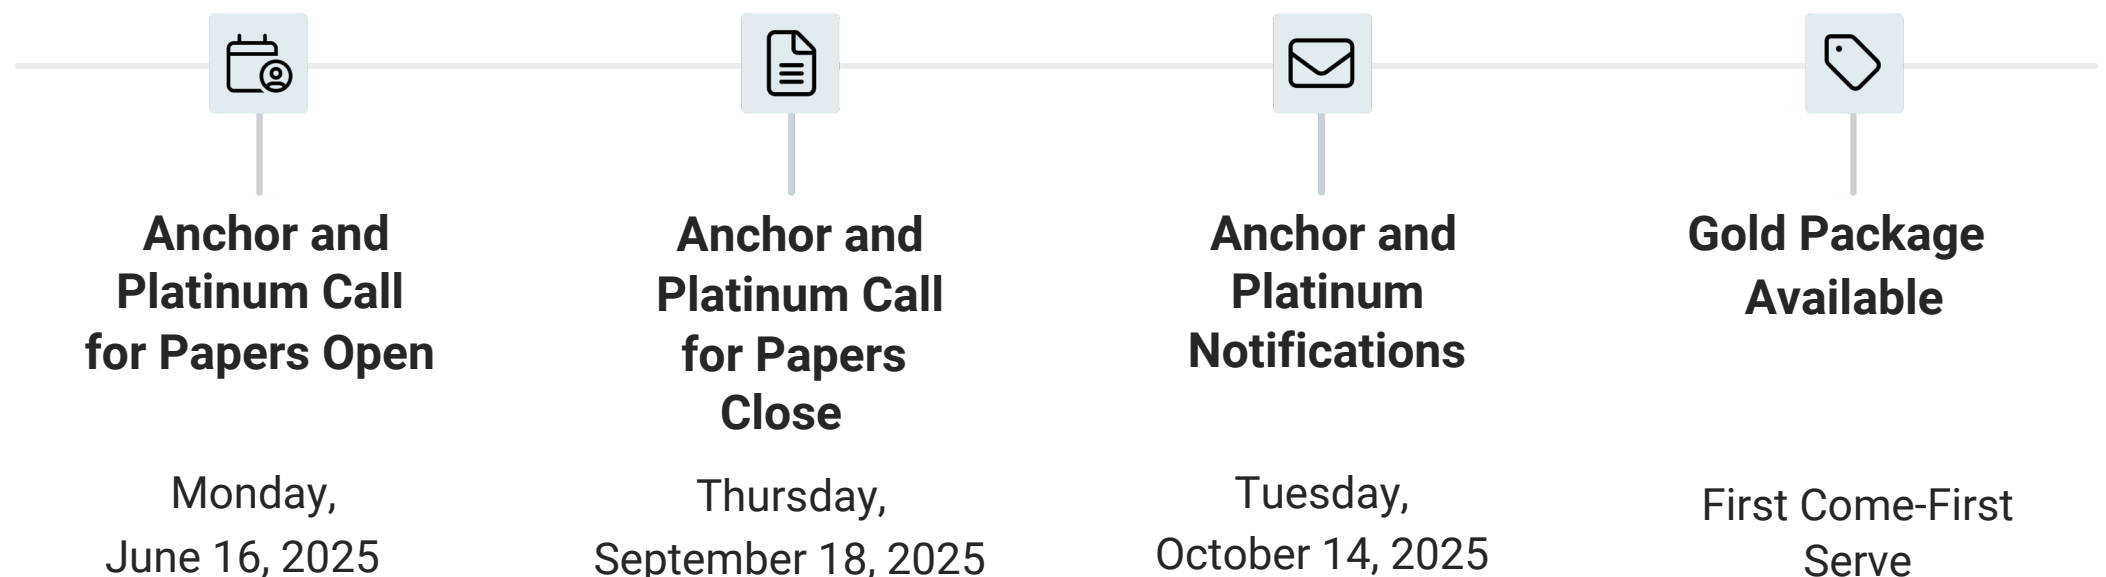 Anchor and
Platinum Call
for Papers Open
Monday,
June 16, 2025
Anchor and
Platinum Call
for Papers
Close
Thursday,
September 18, 2025
Anchor and
Platinum
Notifications
Tuesday,
October 14, 2025
Gold Package
Available
First Come-First
Serve